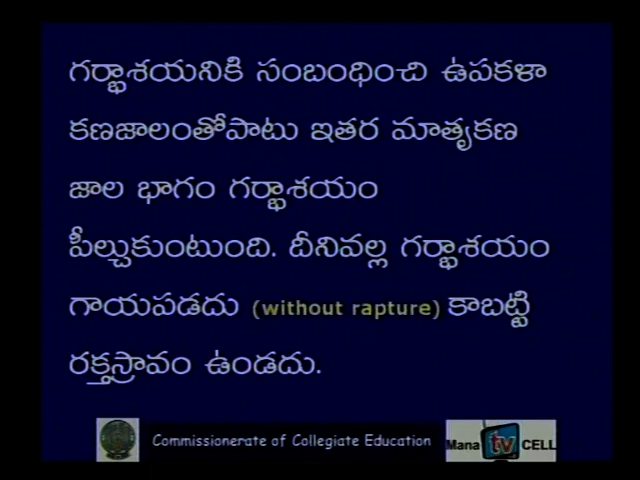 గర్భాశయనికి సంబంధించి ఉపకళా
కణజాలంతోపాటు ఇతర మాతృకణ
జాల భాగం గర్భాశయం
పీల్చుకుంటుంది. దీనివల్ల గర్భాశయం
గాయపడదు (without rapture) కాబట్టి
రక్తస్రావం ఉండదు.
Commissionerate of Collegiate Education
Mana tv CELL